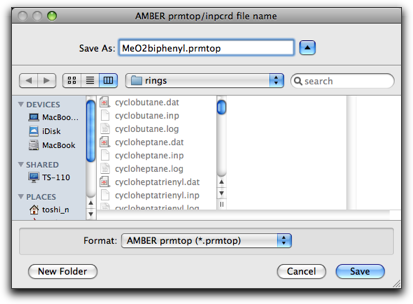 AMBER prmtop/inpcrd file name
Save As: MeO2biphenyl.prmtop
rings
search
DEVICES
MacBoo...
iDisk
MacBook
SHARED
TS-110
PLACES
toshi_n
cyclobutane.dat
cyclobutane.inp
cyclobutane.log
cycloheptane.dat
cycloheptane.inp
cycloheptane.log
cycloheptatrienyl.dat
cycloheptatrienyl.inp
cycloheptatrienyl.log
Format: AMBER prmtop (*.prmtop)
New Folder
Cancel
Save